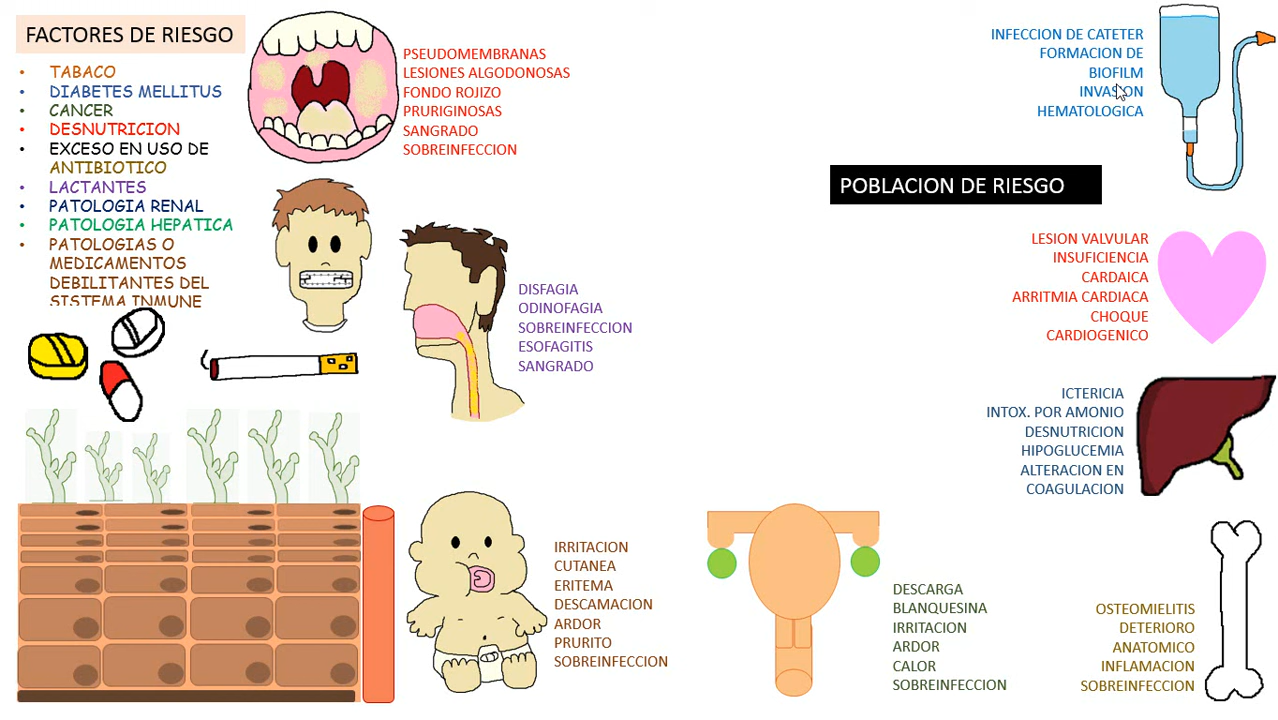 FACTORES DE RIESGO
TABACO
DIABETES MELLITUS
CANCER
DESNUTRICION
EXCESO EN USO DE
ANTIBIOTICO
LACTANTES
PATOLOGIA RENAL
PATOLOGIA HEPATICA
PATOLOGIAS O
MEDICAMENTOS
DEBILITANTES DEL
SISTEMA INMUNE
PSEUDOMEMBRANAS
LESIONES ALGODONOSAS
FONDO ROJIZO
PRURIGINOSAS
SANGRADO
SOBREINFECCION
DISFAGIA
ODINOFAGIA
SOBREINFECCION
ESOFAGITIS
SANGRADO
IRRITACION
CUTANEA
ERITEMA
DESCAMACION
ARDOR
PRURITO
SOBREINFECCION
INFECCION DE CATETER
FORMACION DE
BIOFILM
INVASION
HEMATOLOGICA
POBLACION DE RIESGO
LESION VALVULAR
INSUFICIENCIA
CARDAICA
ARRITMIA CARDIACA
CHOQUE
CARDIOGENICO
ICTERICIA
INTOX. POR AMONIO
DESNUTRICION
HIPOGLUCEMIA
ALTERACION EN
COAGULACION
DESCARGA
BLANQUESINA
IRRITACION
ARDOR
CALOR
SOBREINFECCION
OSTEOMIELITIS
DETERIORO
ANATOMICO
INFLAMACION
SOBREINFECCION